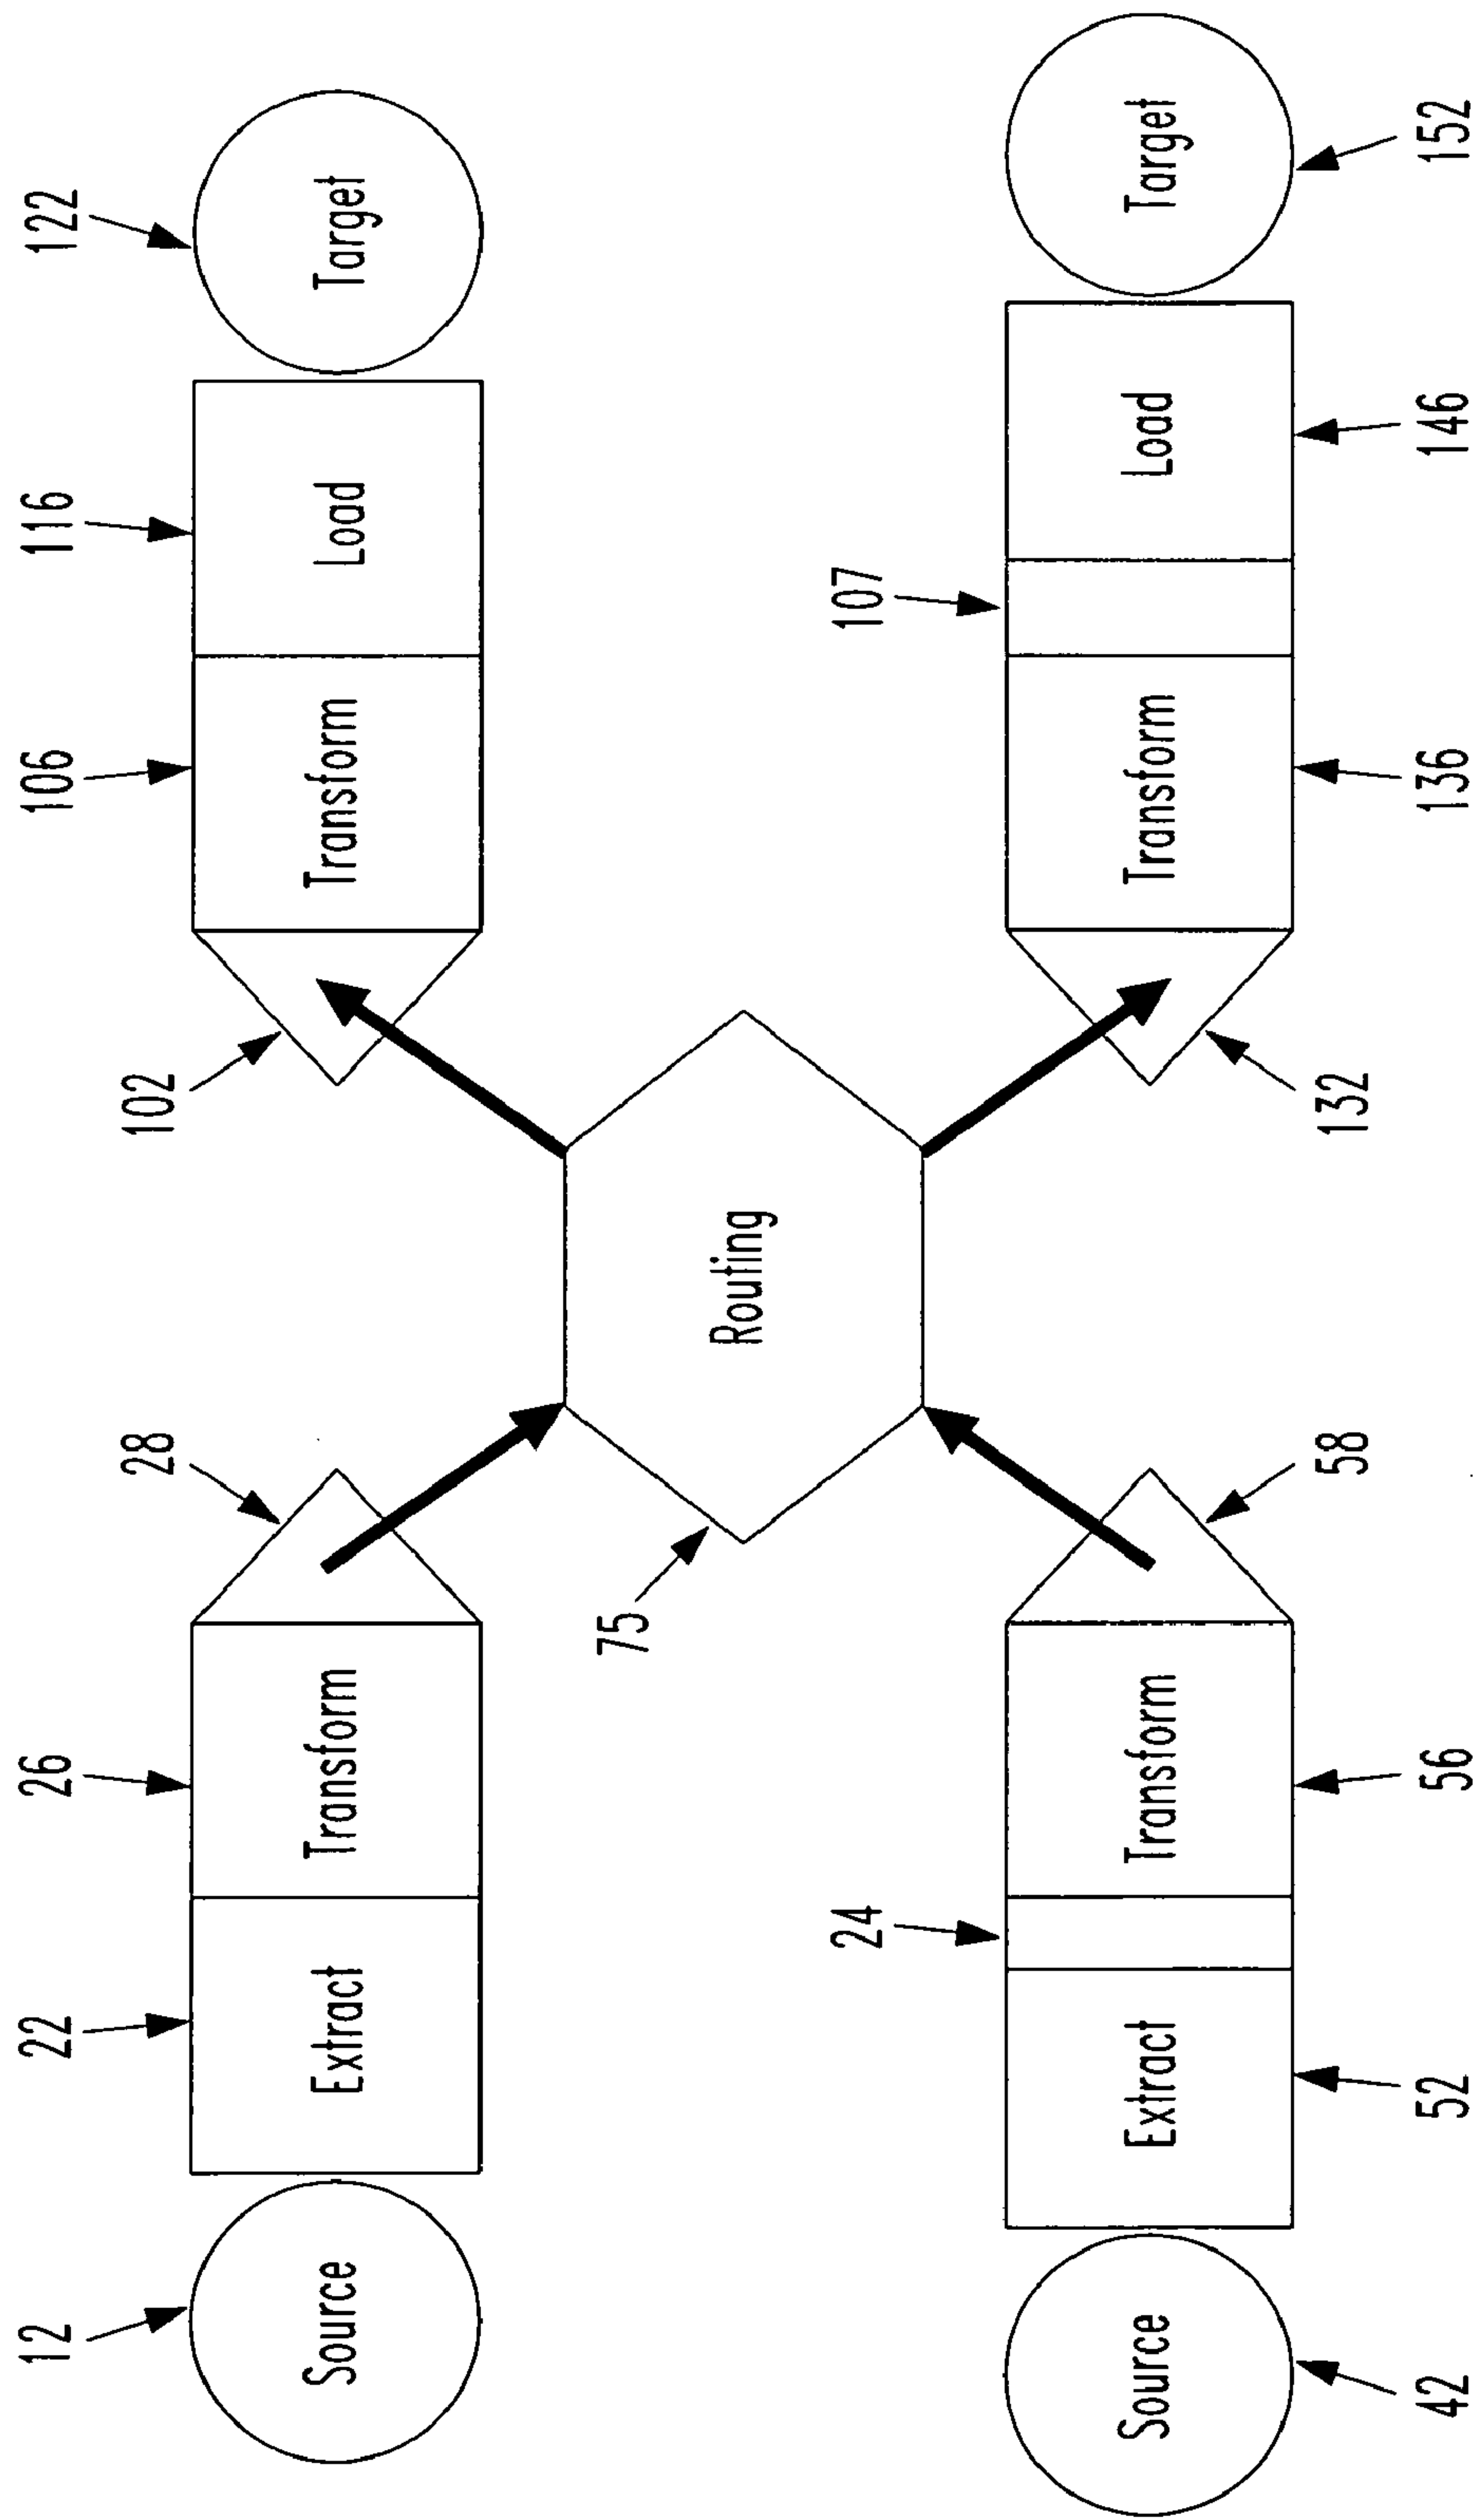 12
22
26
28
102
106
116
122
Source
Extract
Transform
Transform
Load
Target
75
Routing
24
107
Source
Extract
Transform
Transform
Load
Target
42
52
56
58
132
136
146
152